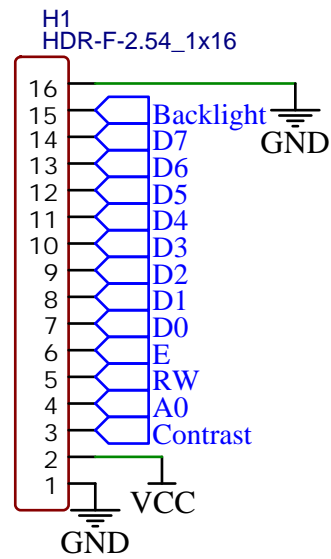 H1
HDR-F-2.54_1x16
16
15 Backlight
GND
14 D7
13 D6
12 D5
11 D4
10 D3
9 D2
8 D1
7 D0
6 E
5 RW
4 A0
3 Contrast
2
1 VCC
GND